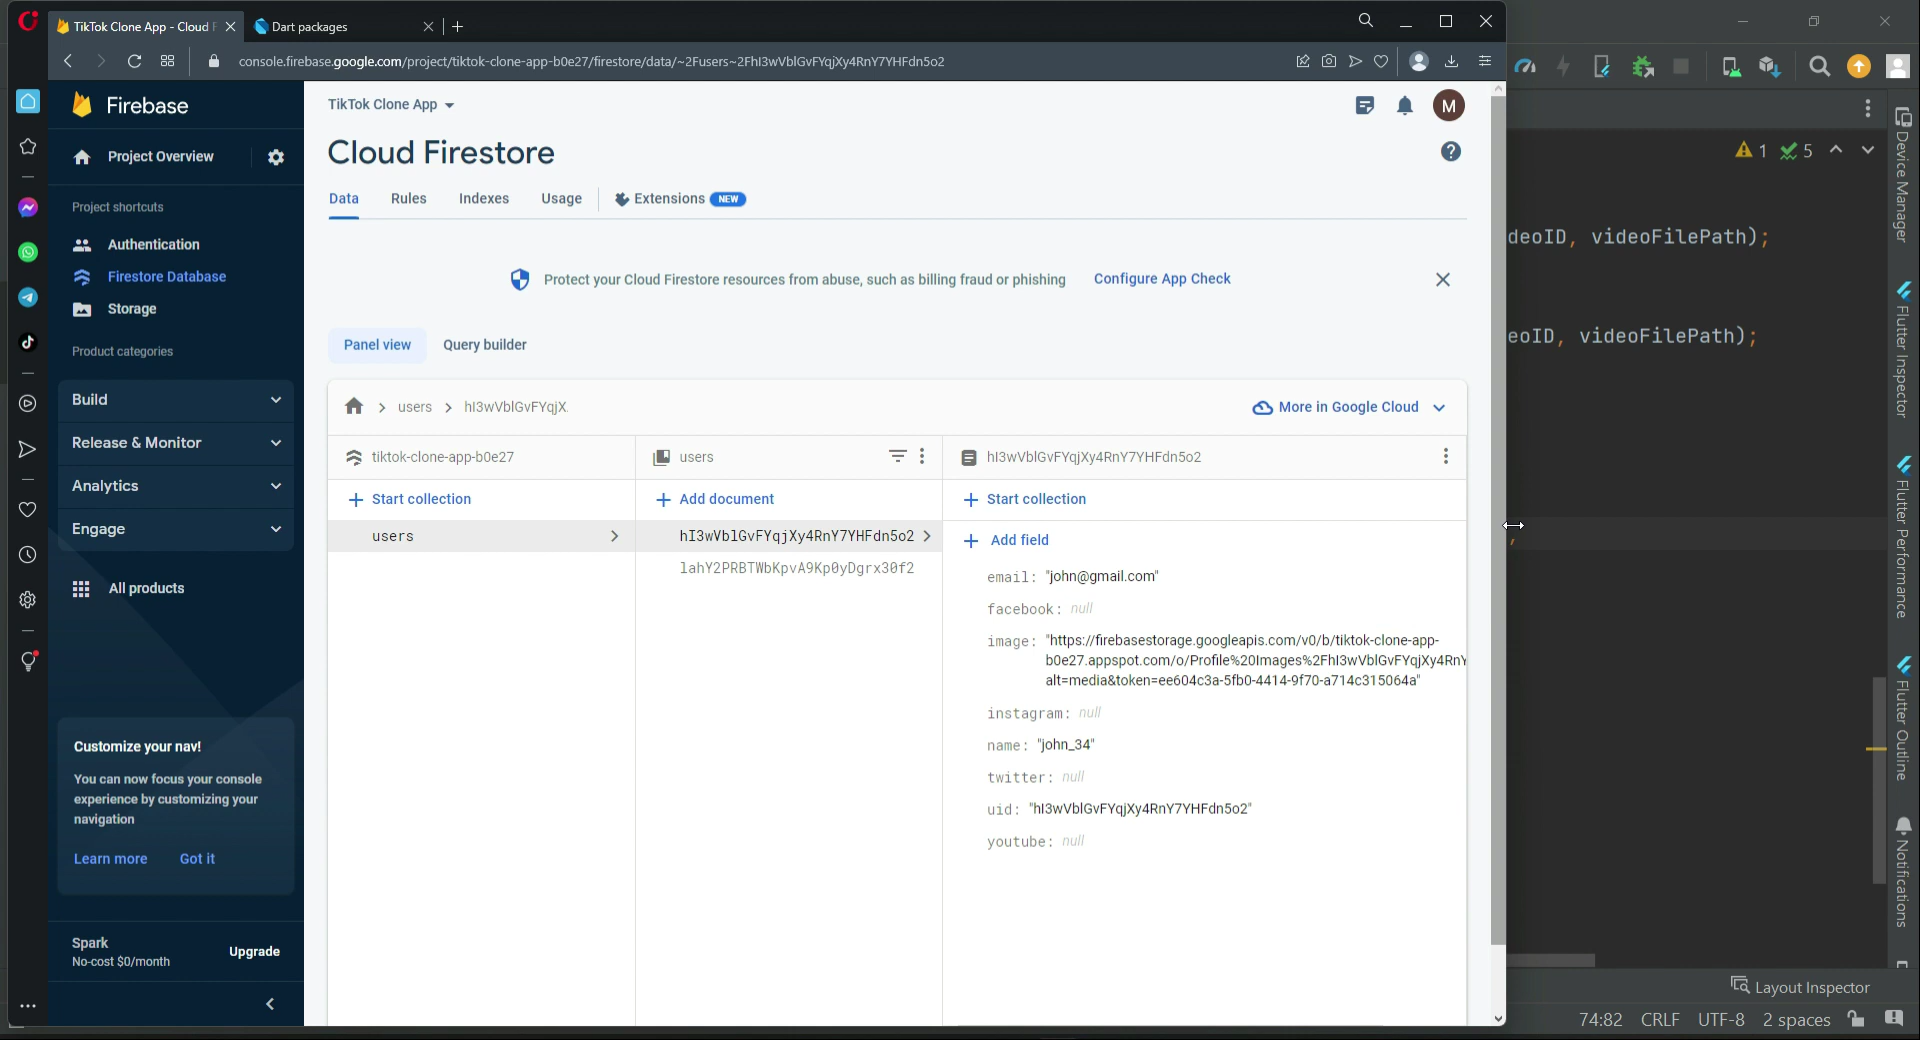 TikTok Clone App - Cloud F
Dart packages
console.firebase.google.com/project/tiktok-clone-app-b0e27/firestore/data/~2Fusers~2FhI3wVblGvFYqjXy4RnY7YHFdn5o2
Firebase
Project Overview
Project shortcuts
Authentication
Firestore Database
Storage
Product categories
Build
Release & Monitor
Analytics
Engage
All products
Customize your nav!
You can now focus your console
experience by customizing your
navigation
Learn more Got it
Spark
No-cost $0/month
Upgrade
TikTok Clone App
M
Cloud Firestore
Data Rules Indexes Usage Extensions NEW
Protect your Cloud Firestore resources from abuse, such as billing fraud or phishing Configure App Check
Panel view Query builder
users hI3wVblGvFYqjX.
More in Google Cloud
tiktok-clone-app-b0e27
users
hI3wVblGvFYqjXy4RnY7YHFdn5o2
+ Start collection
+ Add document
+ Start collection
users
hI3wVblGvFYqjXy4RnY7YHFdn5o2
lahY2PRBTWbKpvA9Kp0yDgrx30f2
+ Add field
email: "john@gmail.com"
facebook: null
image: "https://firebasestorage.googleapis.com/v0/b/tiktok-clone-app-
b0e27.appspot.com/o/Profile%20Images%2FhI3wVblGvFYqjXy4RnY
alt=media&token=ee604c3a-5fb0-4414-9f70-a714c315064a"
instagram: null
name: "john_34"
twitter: null
uid: "hI3wVblGvFYqjXy4RnY7YHFdn5o2"
youtube: null
1 5
deoID, videoFilePath);
eoID, videoFilePath);
;
Device Manager
Flutter Inspector
Flutter Performance
Flutter Outline
Notifications
Layout Inspector
74:82 CRLF UTF-8 2 spaces